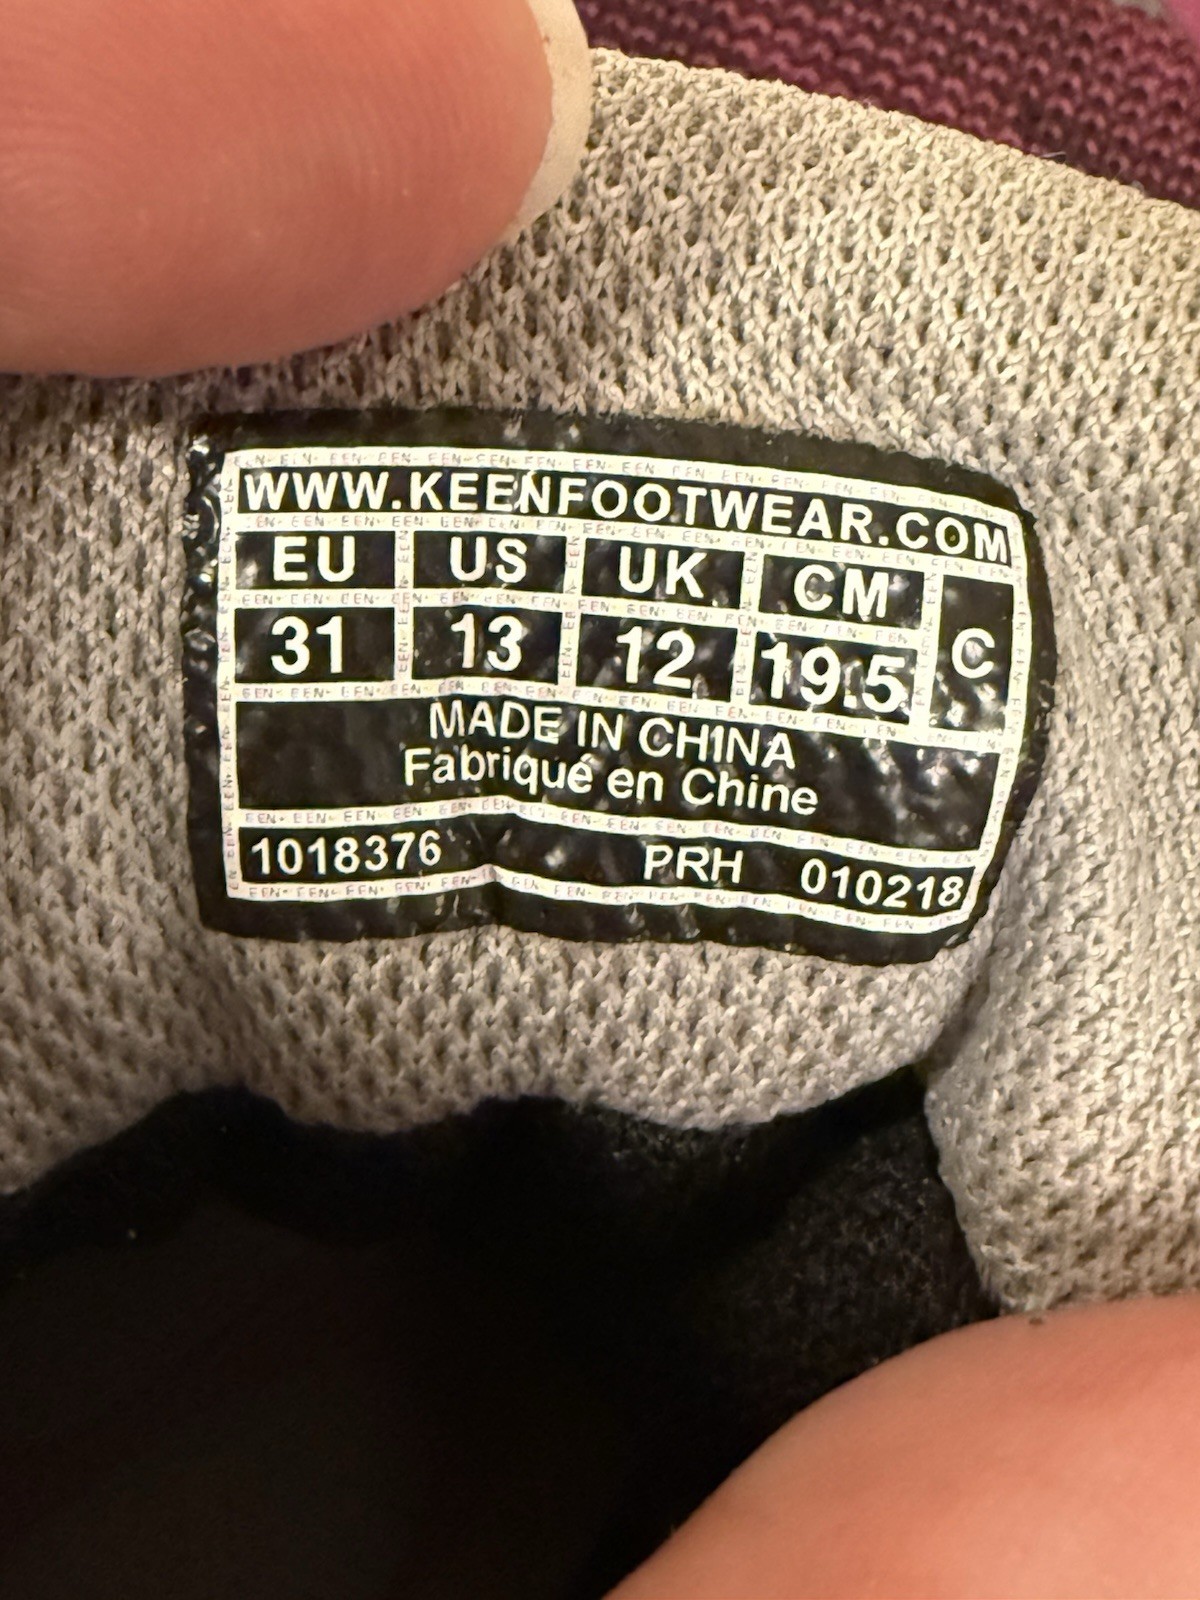 WWW.KEENFOOTWEAR.COM
EU US UK CM C
31 13 12 19.5
MADE IN CHINA
Fabriqué en Chine
1018376 PRH 010218